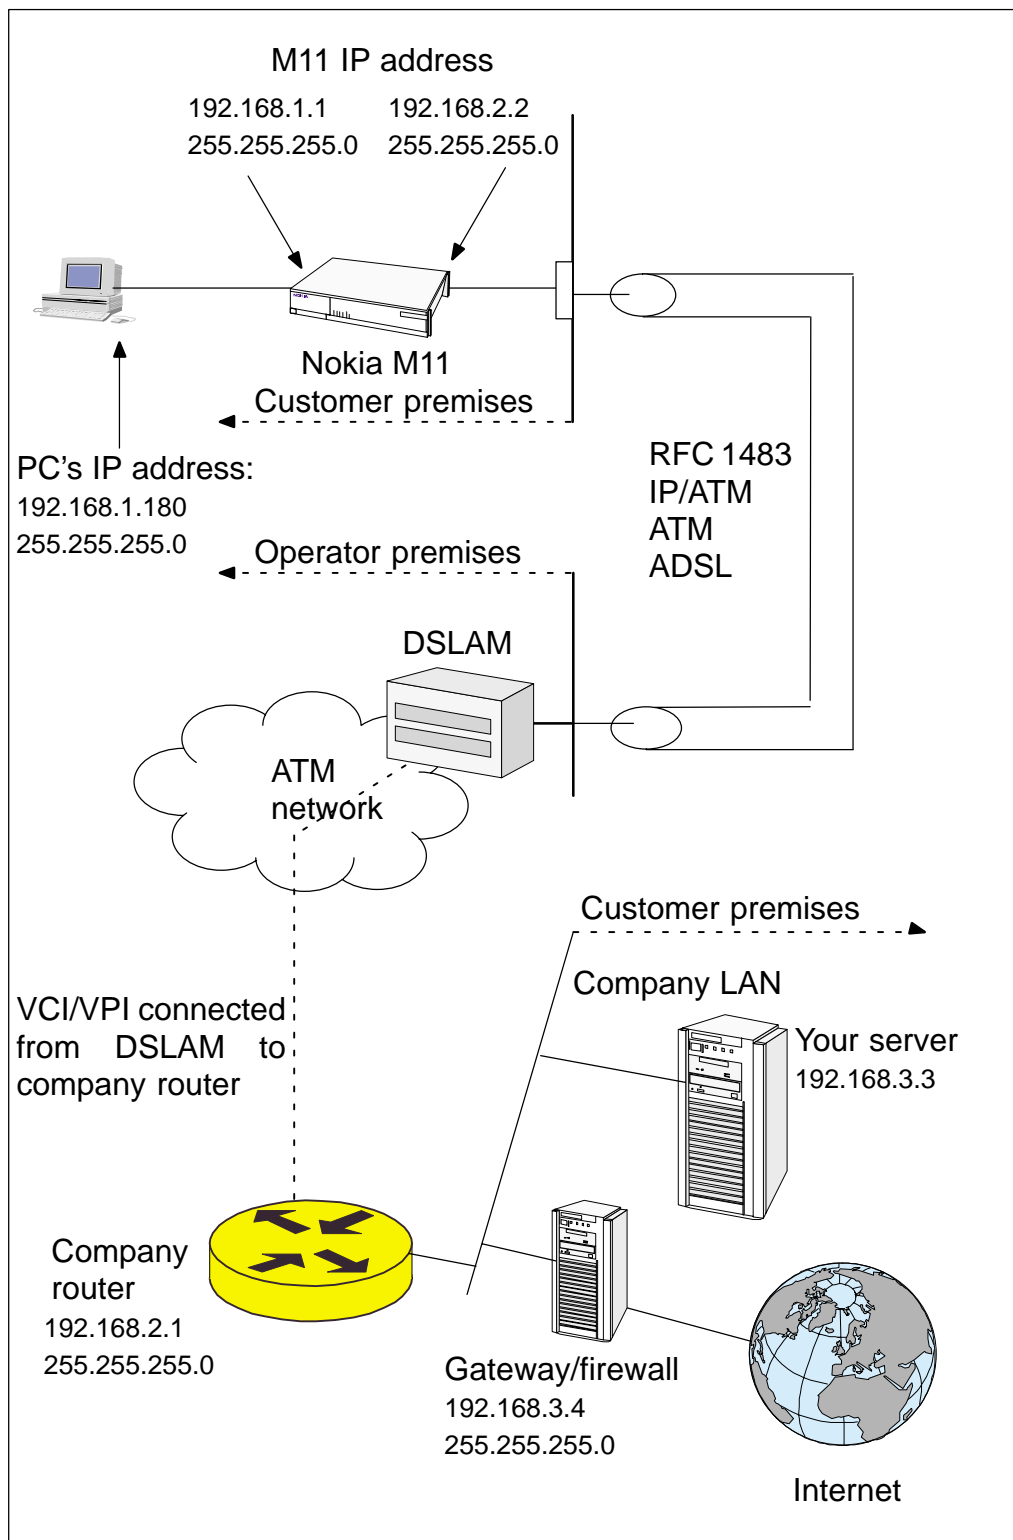 M11 IP address
192.168.1.1
255.255.255.0
192.168.2.2
255.255.255.0
NOKIA
Nokia M11
Customer premises
PC's IP address:
192.168.1.180
255.255.255.0
RFC 1483
IP/ATM
ATM
ADSL
Operator premises
DSLAM
ATM
network
Customer premises
Company LAN
VCI/VPI connected
from DSLAM to
company router
Your server
192.168.3.3
Company
router
192.168.2.1
255.255.255.0
Gateway/firewall
192.168.3.4
255.255.255.0
Internet